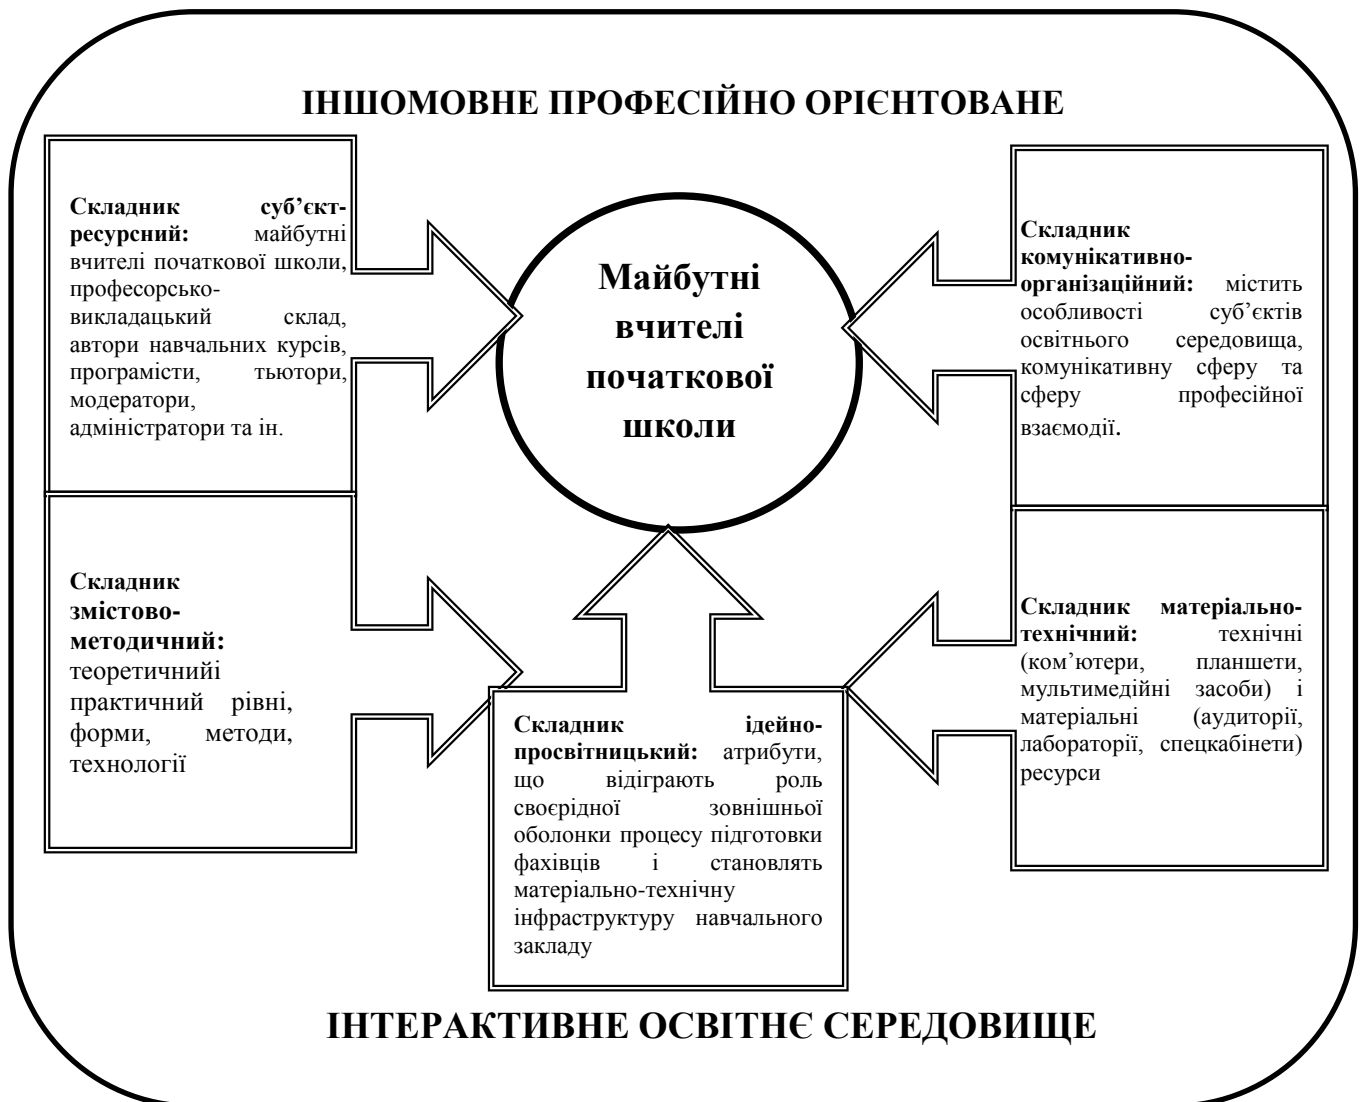 ІНШОМОВНЕ ПРОФЕСІЙНО ОРІЄНТОВАНЕ
Складник суб’єкт-
ресурсний: майбутні
вчителі початкової школи,
професорсько-
викладацький склад,
автори навчальних курсів,
програмісти, тьютори,
модератори,
адміністратори та ін.
Майбутні
вчителі
початкової
школи
Складник
комунікативно-
організаційний: містить
особливості суб’єктів
освітнього середовища,
комунікативну сферу та
сферу професійної
взаємодії.
Складник
змістово-
методичний:
теоретичнийі
практичний рівні,
форми, методи,
технології
Складник ідейно-
просвітницький: атрибути,
що відіграють роль
своєрідної зовнішньої
оболонки процесу підготовки
фахівців і становлять
матеріально-технічну
інфраструктуру навчального
закладу
Складник матеріально-
технічний: технічні
(ком’ютери, планшети,
мультимедійні засоби) і
матеріальні (аудиторії,
лабораторії, спецкабінети)
ресурси
ІНТЕРАКТИВНЕ ОСВІТНЄ СЕРЕДОВИЩЕ